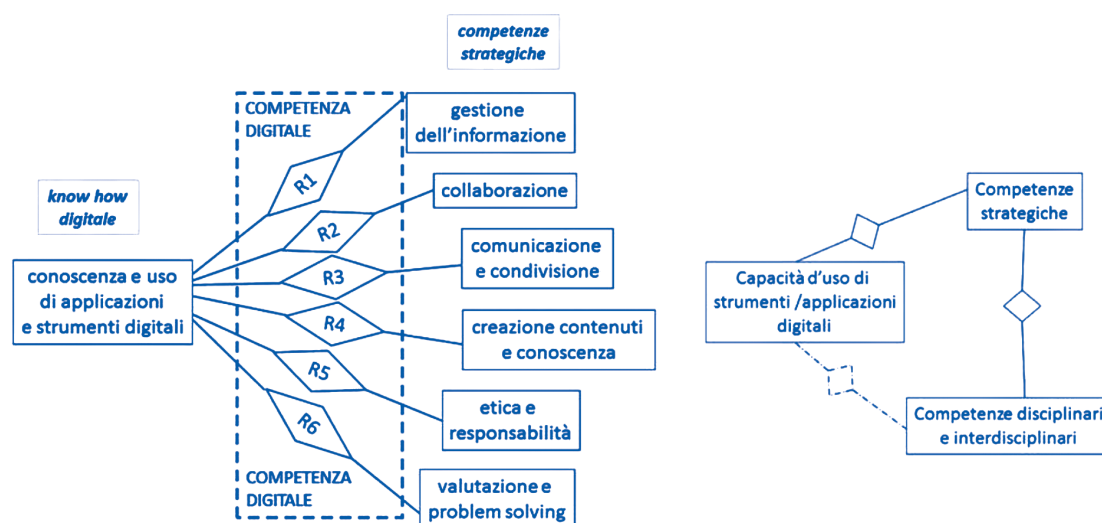 competenze
strategiche
COMPETENZA
DIGITALE
gestione
dell'informazione
R1
know how
digitale
collaborazione
R2
comunicazione
e condivisione
R3
conoscenza e uso
di applicazioni
e strumenti digitali
R4
creazione contenuti
e conoscenza
R5
etica e
responsabilità
R6
COMPETENZA
DIGITALE
valutazione e
problem solving
Competenze
strategiche
Capacità d'uso di
strumenti /applicazioni
digitali
Competenze disciplinari
e interdisciplinari